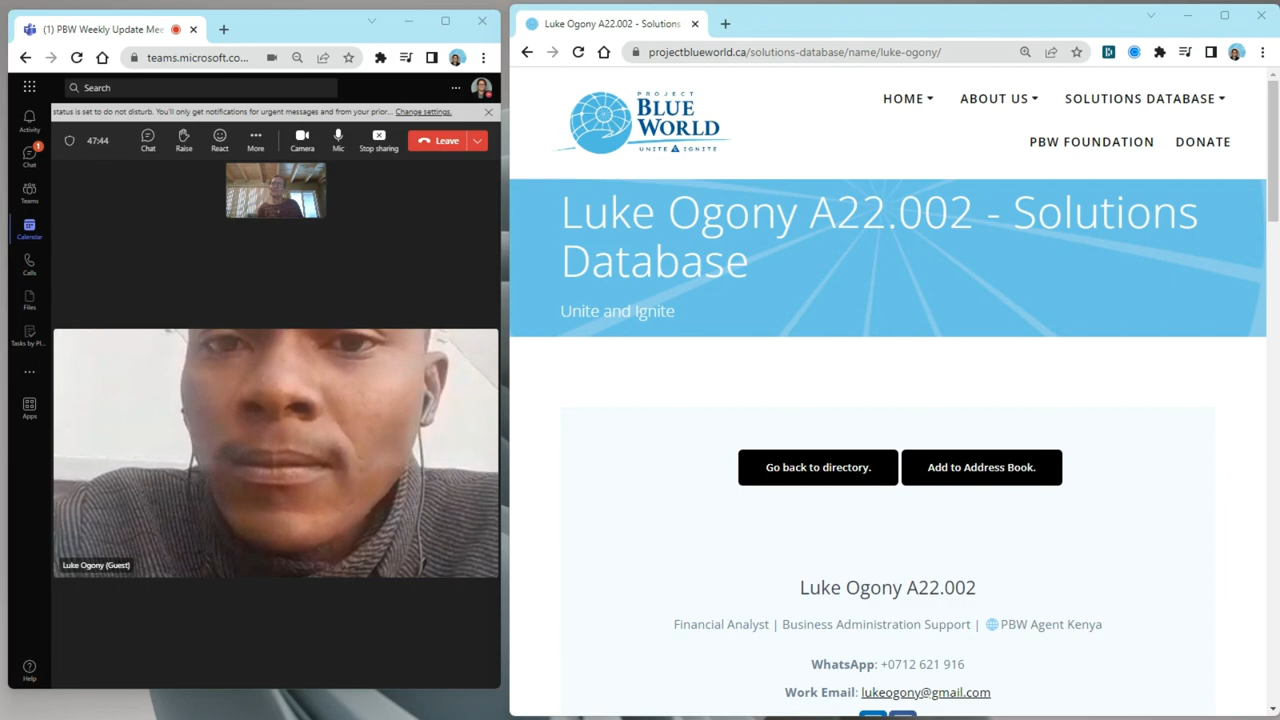 (1) PBW Weekly Update Mee
teams.microsoft.co...
Search
status is set to do not disturb. You'll only get notifications for urgent messages and from your prior... Change settings.
Activity
Chat
1
Teams
Calendar
Calls
Files
Tasks by Pl...
Apps
Help
47:44
Chat
Raise
React
More
Camera
Mic
Stop sharing
Leave
Luke Ogony (Guest)
Luke Ogony A22.002 - Solutions
projectblueworld.ca/solutions-database/name/luke-ogony/
PROJECT
BLUE
WORLD
UNITE IGNITE
HOME
ABOUT US
SOLUTIONS DATABASE
PBW FOUNDATION
DONATE
Luke Ogony A22.002 - Solutions
Database
Unite and Ignite
Go back to directory.
Add to Address Book.
Luke Ogony A22.002
Financial Analyst | Business Administration Support | PBW Agent Kenya
WhatsApp: +0712 621 916
Work Email: lukeogony@gmail.com